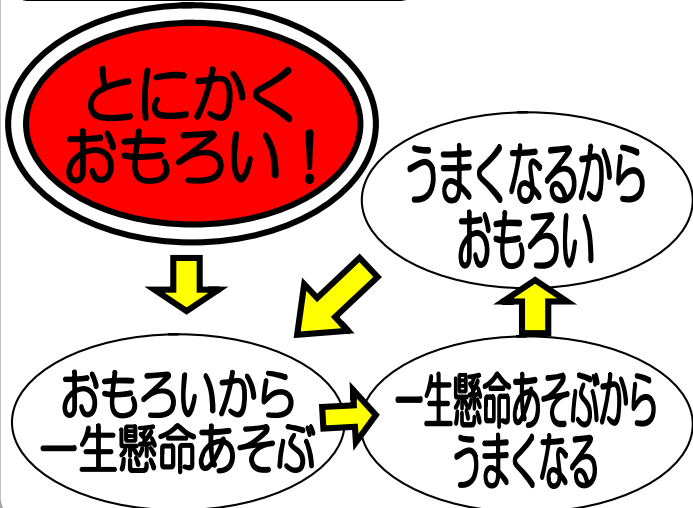 とにかく
おもろい！
うまくなるから
おもろい
おもろいから
一生懸命あそぶ
一生懸命あそぶから
うまくなる